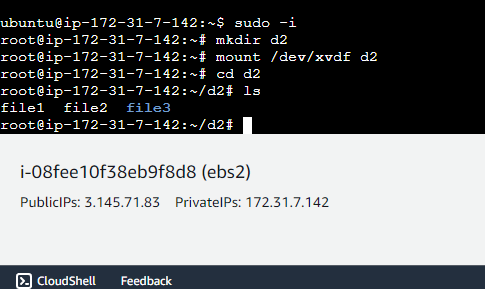 ubuntu@ip-172-31-7-142:~$ sudo -i
root@ip-172-31-7-142:~# mkdir d2
root@ip-172-31-7-142:~# mount /dev/xvdf d2
root@ip-172-31-7-142:~# cd d2
root@ip-172-31-7-142:~/d2# ls
file1  file2  file3
root@ip-172-31-7-142:~/d2#
i-08fee10f38eb9f8d8 (ebs2)
PublicIPs: 3.145.71.83    PrivateIPs: 172.31.7.142
CloudShell    Feedback